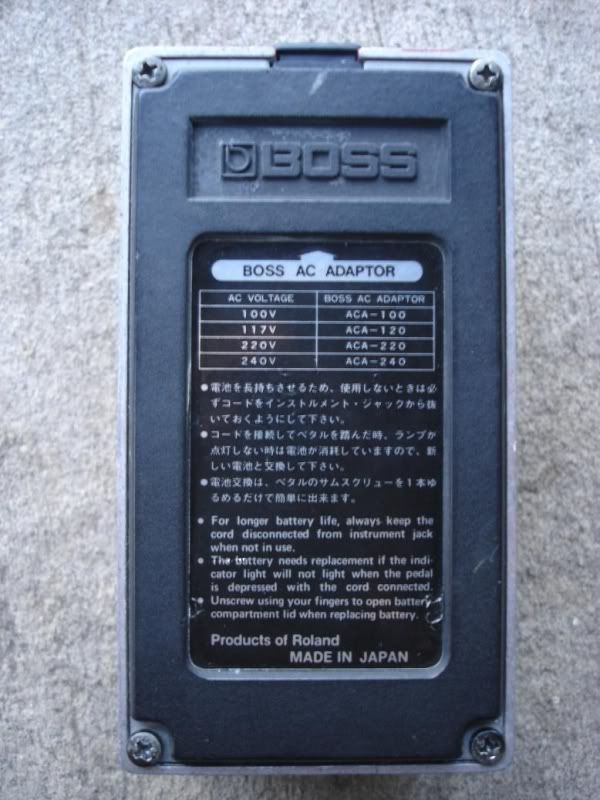 BOSS
BOSS AC ADAPTOR
AC VOLTAGE BOSS AC ADAPTOR
100V ACA-100
117V ACA-120
220V ACA-220
240V ACA-240
●電池を長持ちさせるため、使用しないときは必
ずコードをインストルメント・ジャックから抜
いておくようにして下さい。
●コードを接続してペタルを踏んだ時、ランプが
点灯しない時は電池が消耗していますので、新
しい電池と交換して下さい。
●電池交換は、ペタルのサムスクリューを1本ゆ
るめるだけで簡単に出来ます。
● For longer battery life, always keep the
cord disconnected from instrument jack
when not in use.
● The battery needs replacement if the indi-
cator light will not light when the pedal
is depressed with the cord connected.
● Unscrew using your fingers to open battery
compartment lid when replacing battery.
Products of Roland
MADE IN JAPAN